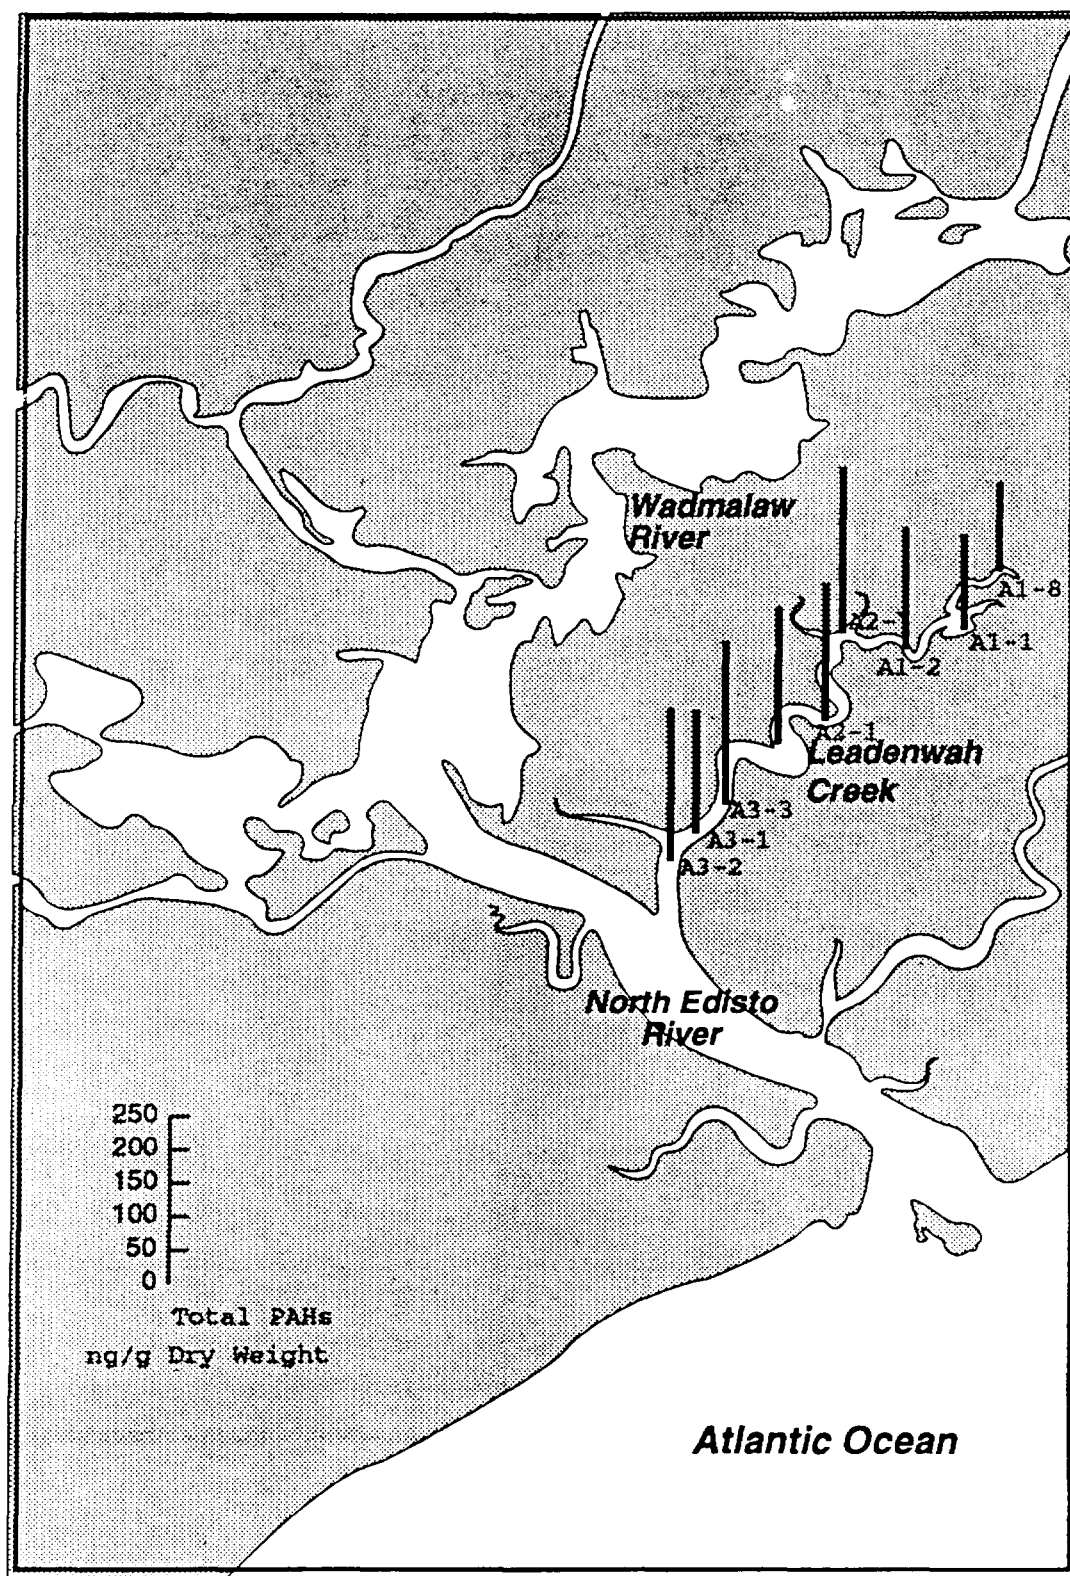 Wadmalaw
River
A1-8
A2-
A1-1
A1-2
A2-1
Leadenwah
Creek
A3-3
A3-1
A3-2
North Edisto
River
250
200
150
100
50
0
Total PAHs
ng/g Dry Weight
Atlantic Ocean